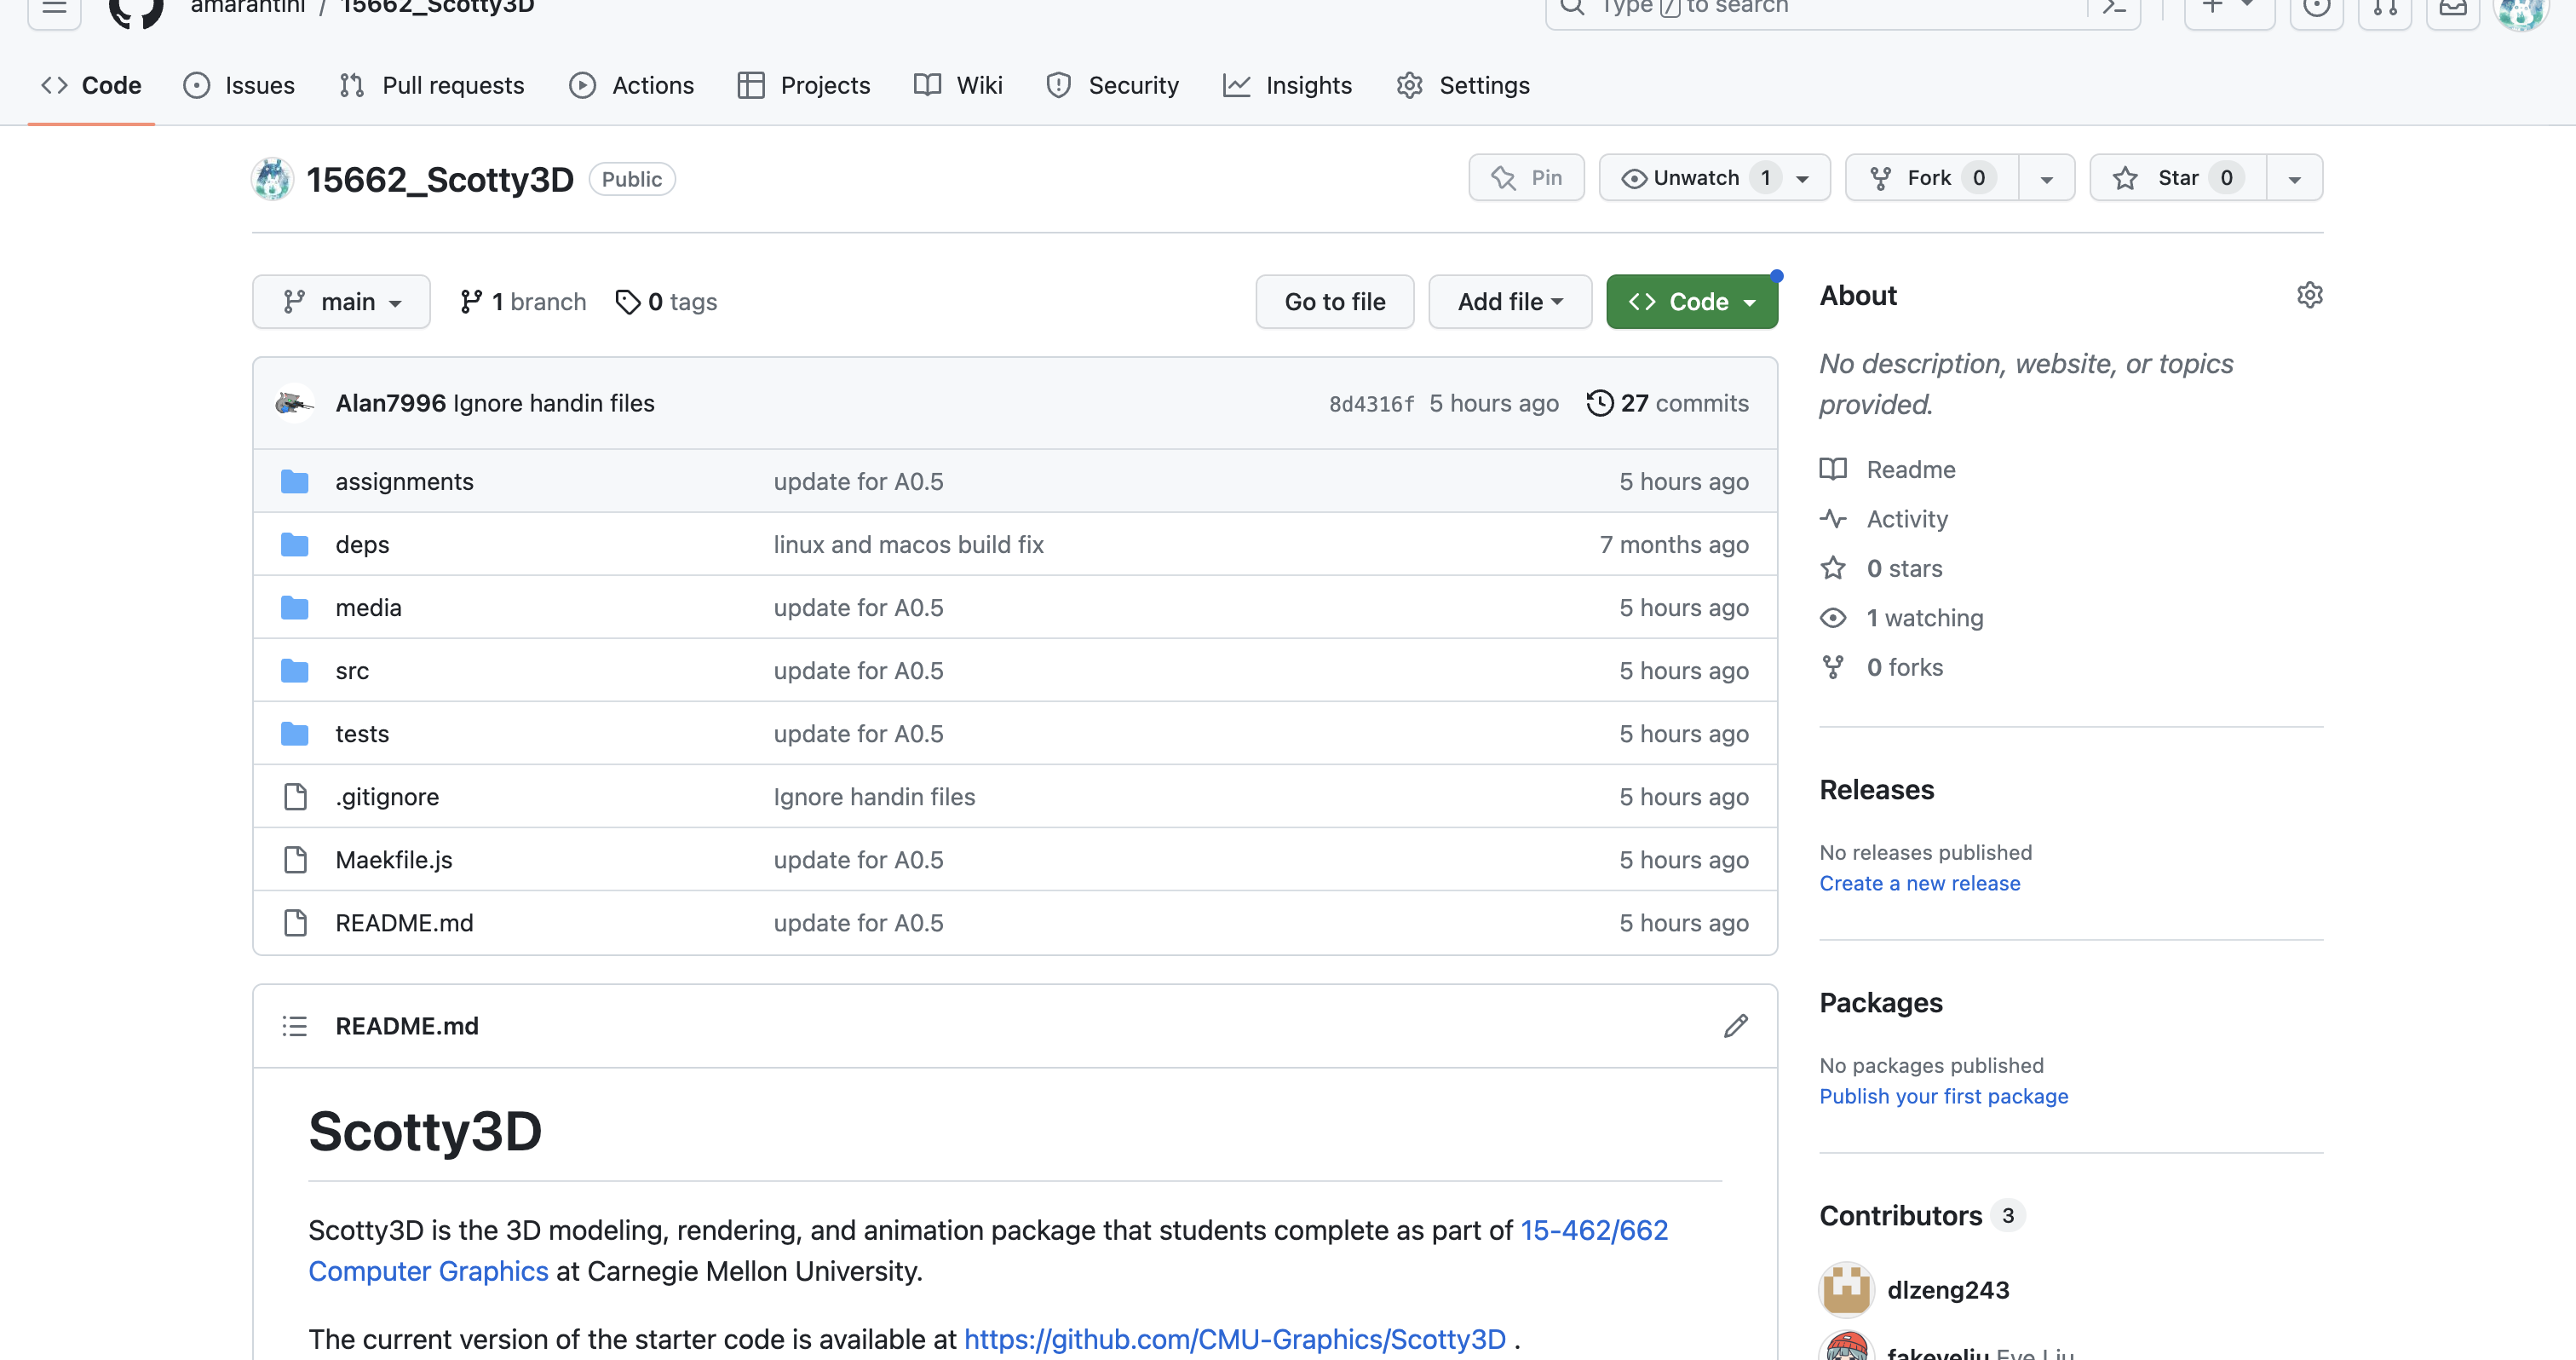 amarantini / 15662_Scotty3D
Type / to search
Code Issues Pull requests Actions Projects Wiki Security Insights Settings
15662_Scotty3D Public
Pin Unwatch 1 Fork 0 Star 0
main 1 branch 0 tags
Go to file Add file Code
Alan7996 Ignore handin files 8d4316f 5 hours ago 27 commits
assignments update for A0.5 5 hours ago
deps linux and macos build fix 7 months ago
media update for A0.5 5 hours ago
src update for A0.5 5 hours ago
tests update for A0.5 5 hours ago
.gitignore Ignore handin files 5 hours ago
Maekfile.js update for A0.5 5 hours ago
README.md update for A0.5 5 hours ago
README.md
Scotty3D
Scotty3D is the 3D modeling, rendering, and animation package that students complete as part of 15-462/662
Computer Graphics at Carnegie Mellon University.
The current version of the starter code is available at https://github.com/CMU-Graphics/Scotty3D .
About
No description, website, or topics
provided.
Readme
Activity
0 stars
1 watching
0 forks
Releases
No releases published
Create a new release
Packages
No packages published
Publish your first package
Contributors 3
dlzeng243
fakeyeliu Eve Liu